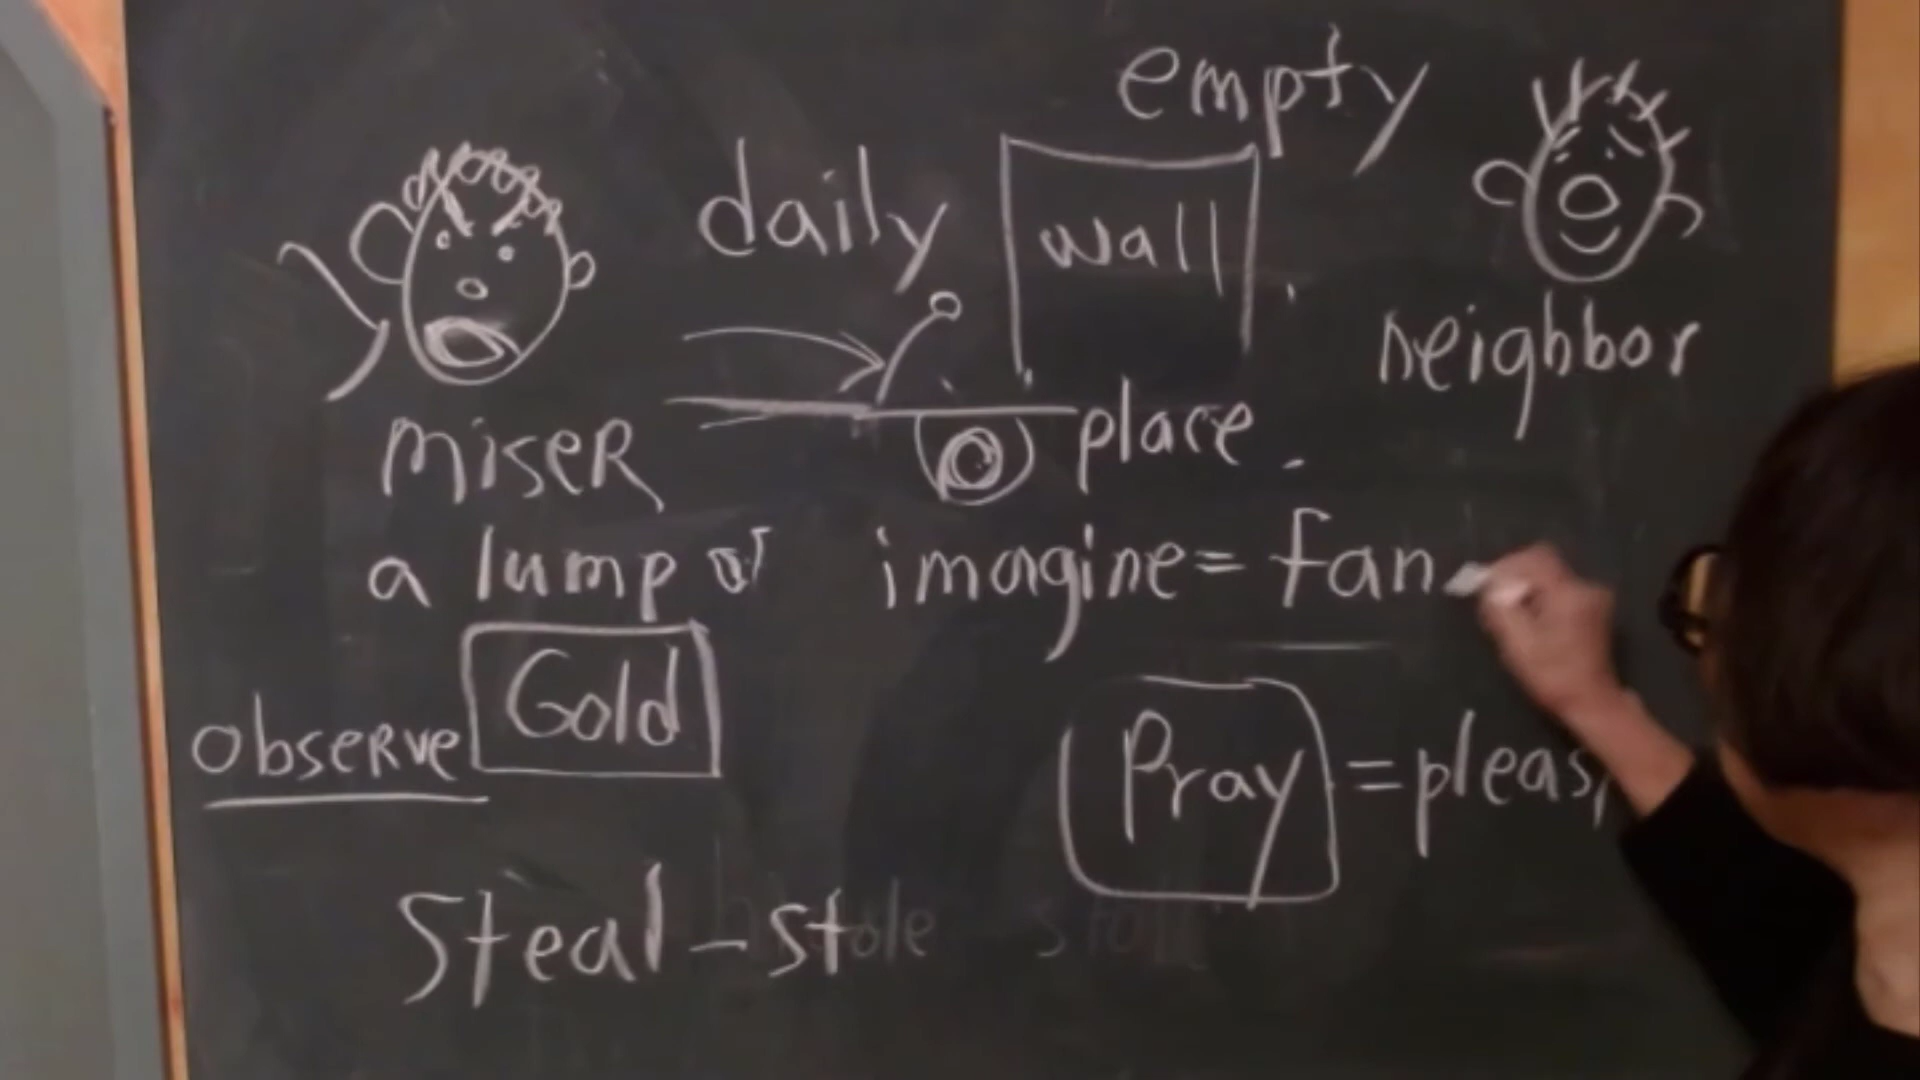 empty
daily wall
neighbor
miser place.
a lump of imagine = fan
Gold
observe
Pray = pleas
Steal - stole